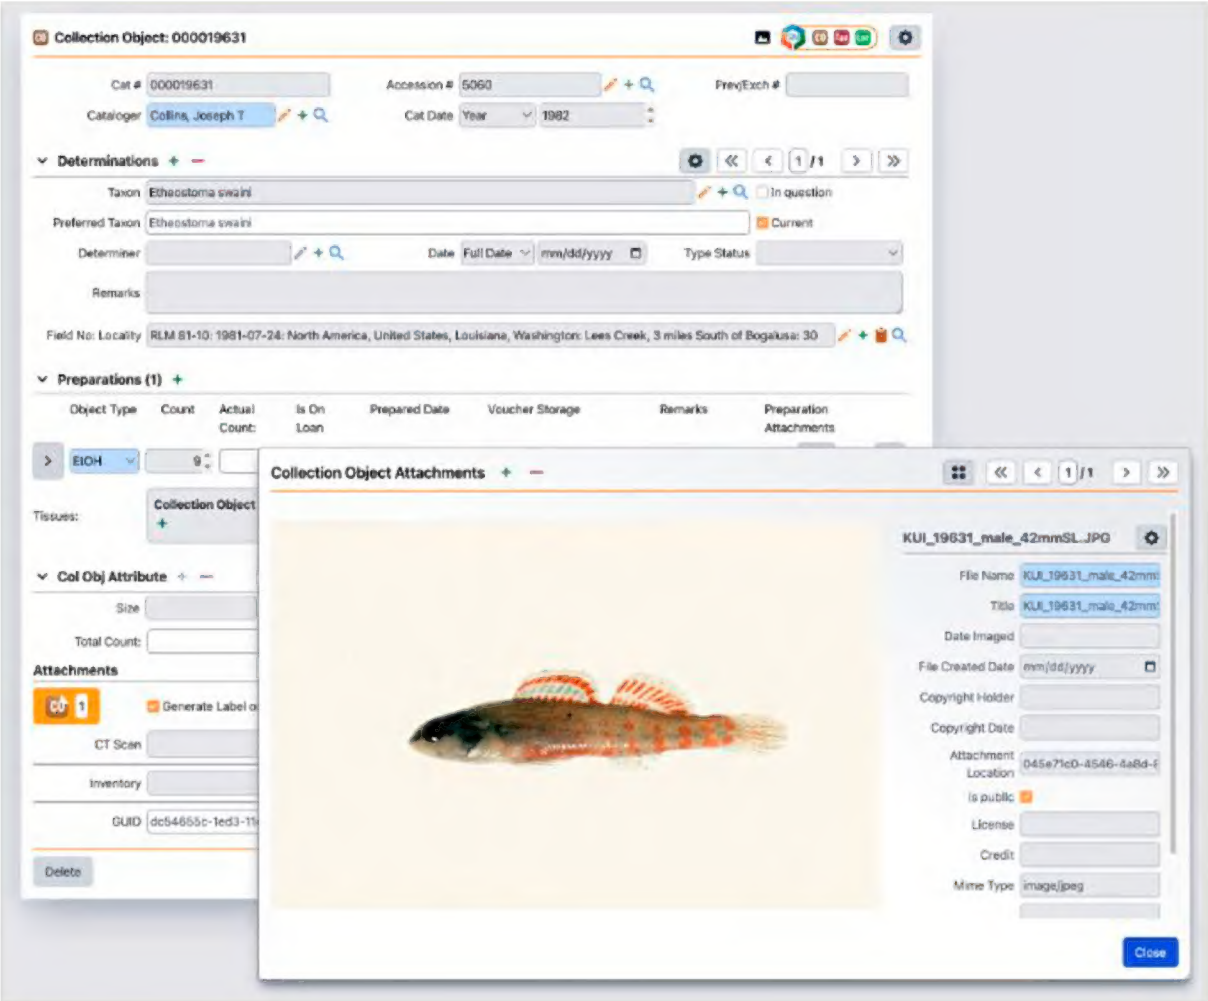 Collection Object: 000019631
Cat # 000019631 Accession # 5060 Prev/Exch #
Cataloger Collins, Joseph T Cat Date Year 1982
Determinations
1 / 1
Taxon Etheostoma swaini In question
Preferred Taxon Etheostoma swaini Current
Determiner Date Full Date mm/dd/yyyy Type Status
Remarks
Field No: Locality RLM 81-10: 1981-07-24: North America, United States, Louisiana, Washington: Lees Creek, 3 miles South of Bogalusa: 30
Preparations (1)
Object Type Count Actual Count: Is On Loan Prepared Date Voucher Storage Remarks Preparation Attachments
EtOH 9
Tissues: Collection Object
Col Obj Attribute
Size
Total Count:
Attachments
CO 1 Generate Label o
CT Scan
Inventory
GUID dc54655c-1ed3-11
Delete
Collection Object Attachments
1 / 1
KUI_19631_male_42mmSL.JPG
File Name KUI_19631_male_42mm
Title KUI_19631_male_42mm
Date Imaged
File Created Date mm/dd/yyyy
Copyright Holder
Copyright Date
Attachment
Location 045e71c0-4546-4a8d-
Is public
License
Credit
Mime Type image/jpeg
Close